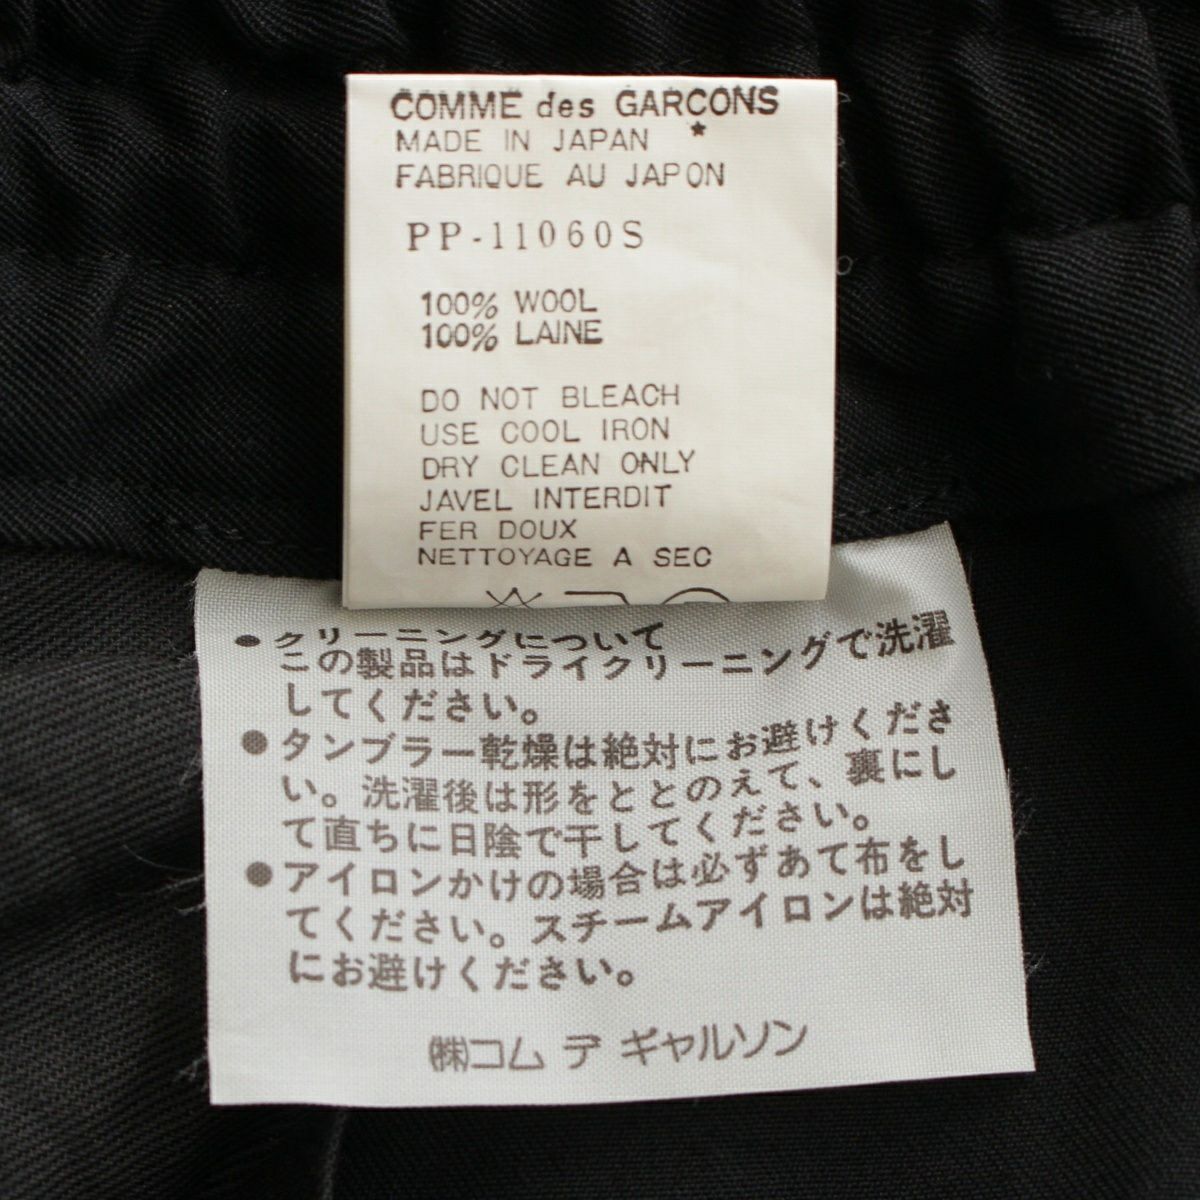 COMME des GARCONS
MADE IN JAPAN
FABRIQUE AU JAPON
PP-11060S
100% WOOL
100% LAINE
DO NOT BLEACH
USE COOL IRON
DRY CLEAN ONLY
JAVEL INTERDIT
FER DOUX
NETTOYAGE A SEC
●クリーニングについて
この製品はドライクリーニングで洗濯
してください。
●タンブラー乾燥は絶対にお避けくださ
い。洗濯後は形をととのえて、裏にし
て直ちに日陰で干してください。
●アイロンかけの場合は必ずあて布をし
てください。スチームアイロンは絶対
にお避けください。
㈱コム デ ギャルソン